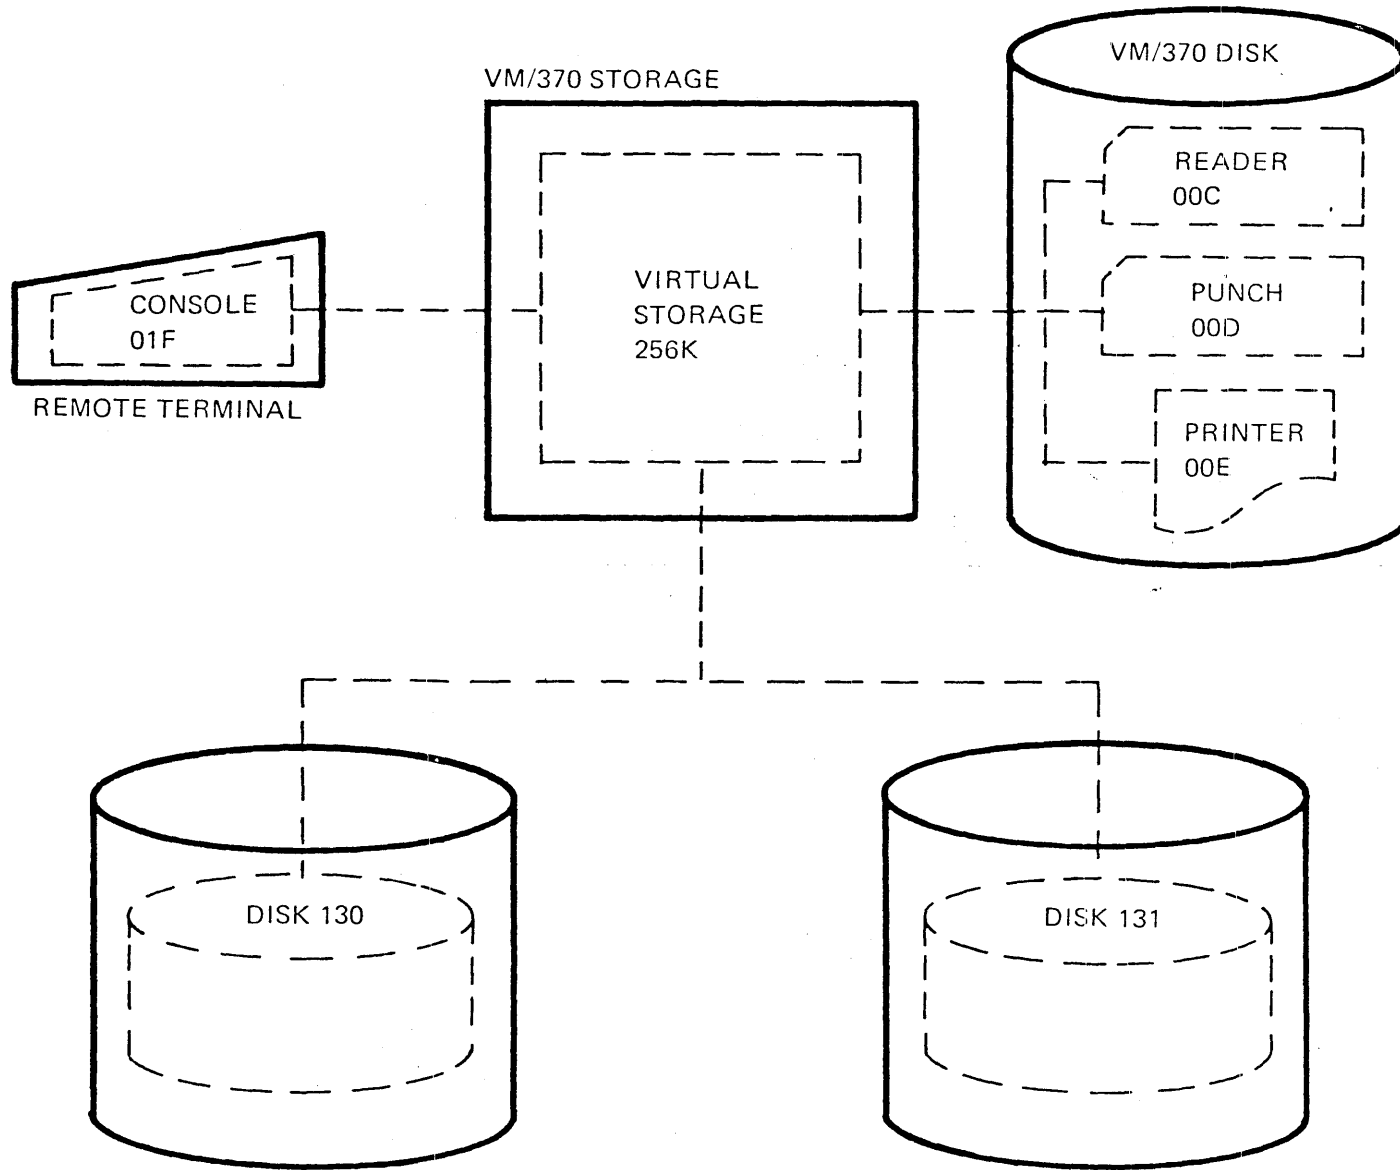 VM/370 STORAGE
VM/370 DISK
READER
00C
VIRTUAL
STORAGE
256K
CONSOLE
01F
PUNCH
00D
REMOTE TERMINAL
PRINTER
00E
DISK 130
DISK 131